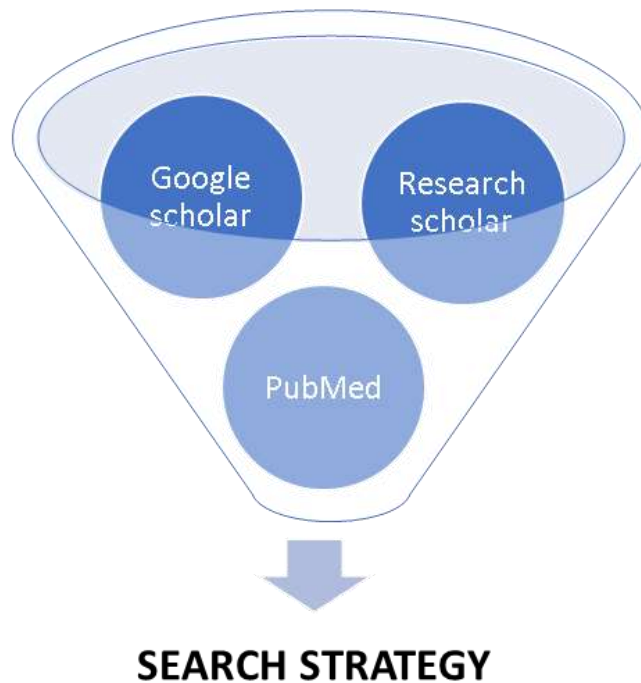 Google
scholar
Research
scholar
PubMed
SEARCH STRATEGY